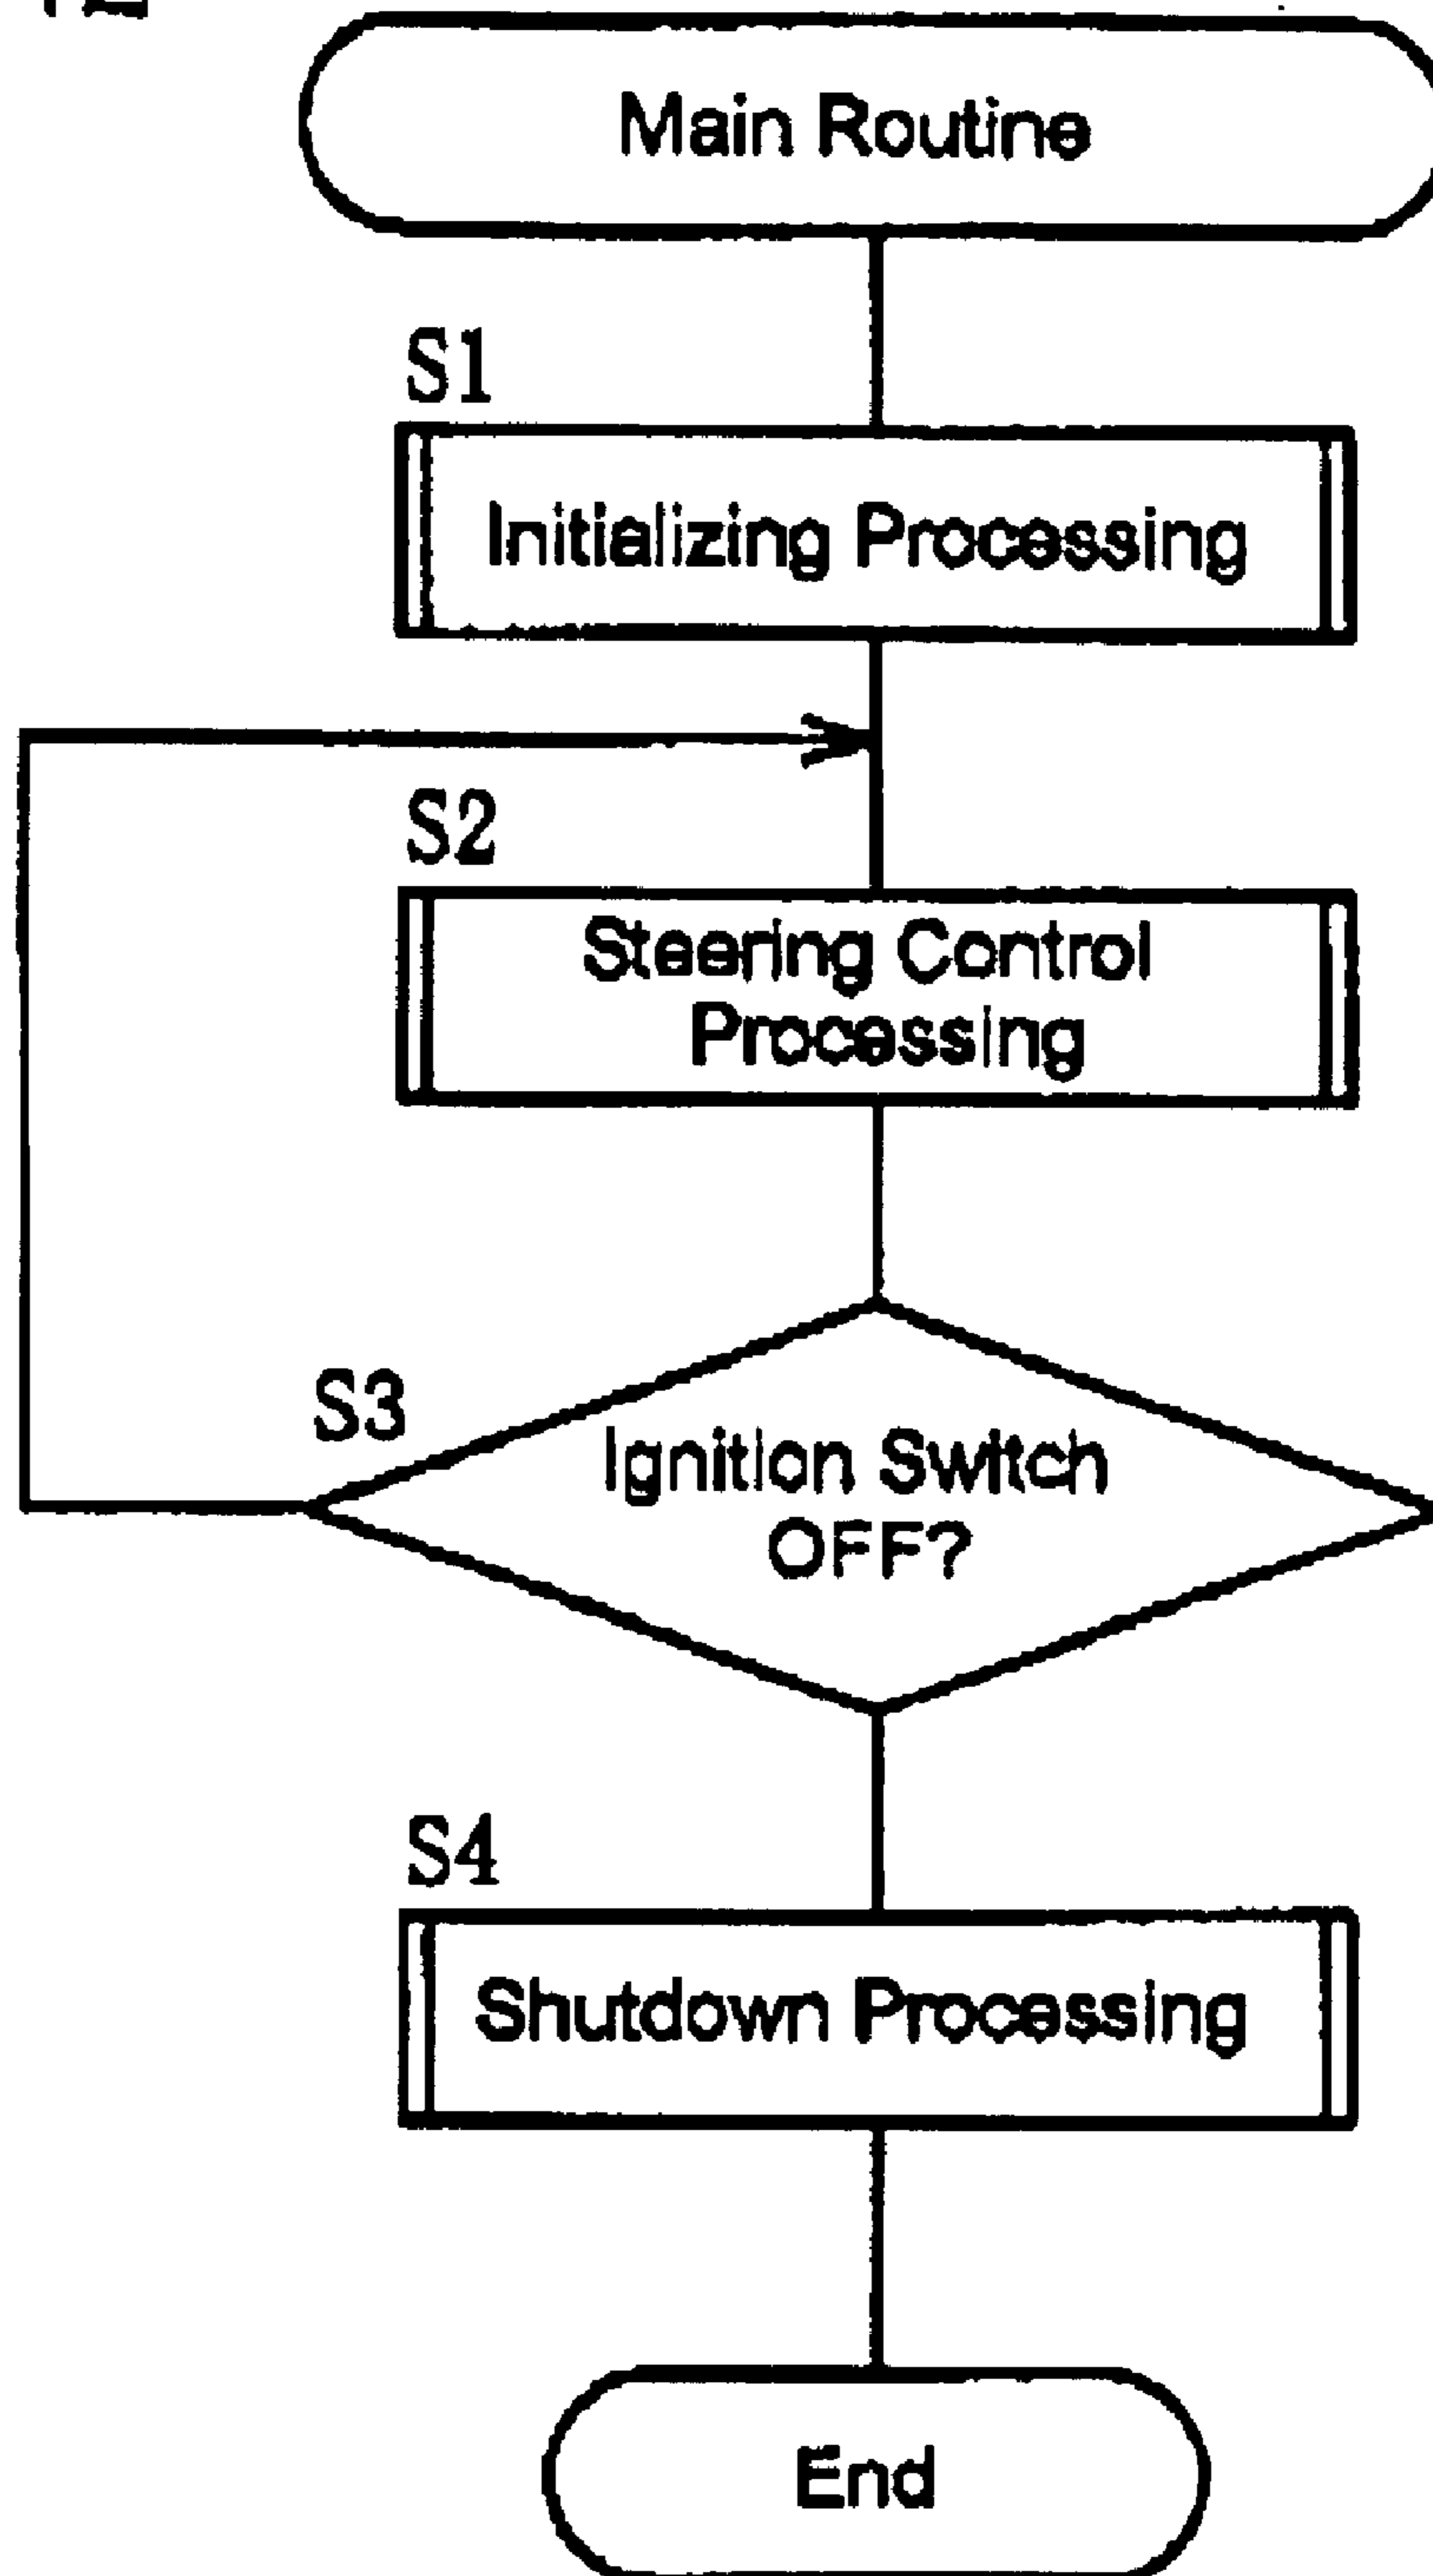 Main Routine
S1
Initializing Processing
S2
Steering Control
Processing
S3
Ignition Switch
OFF?
S4
Shutdown Processing
End